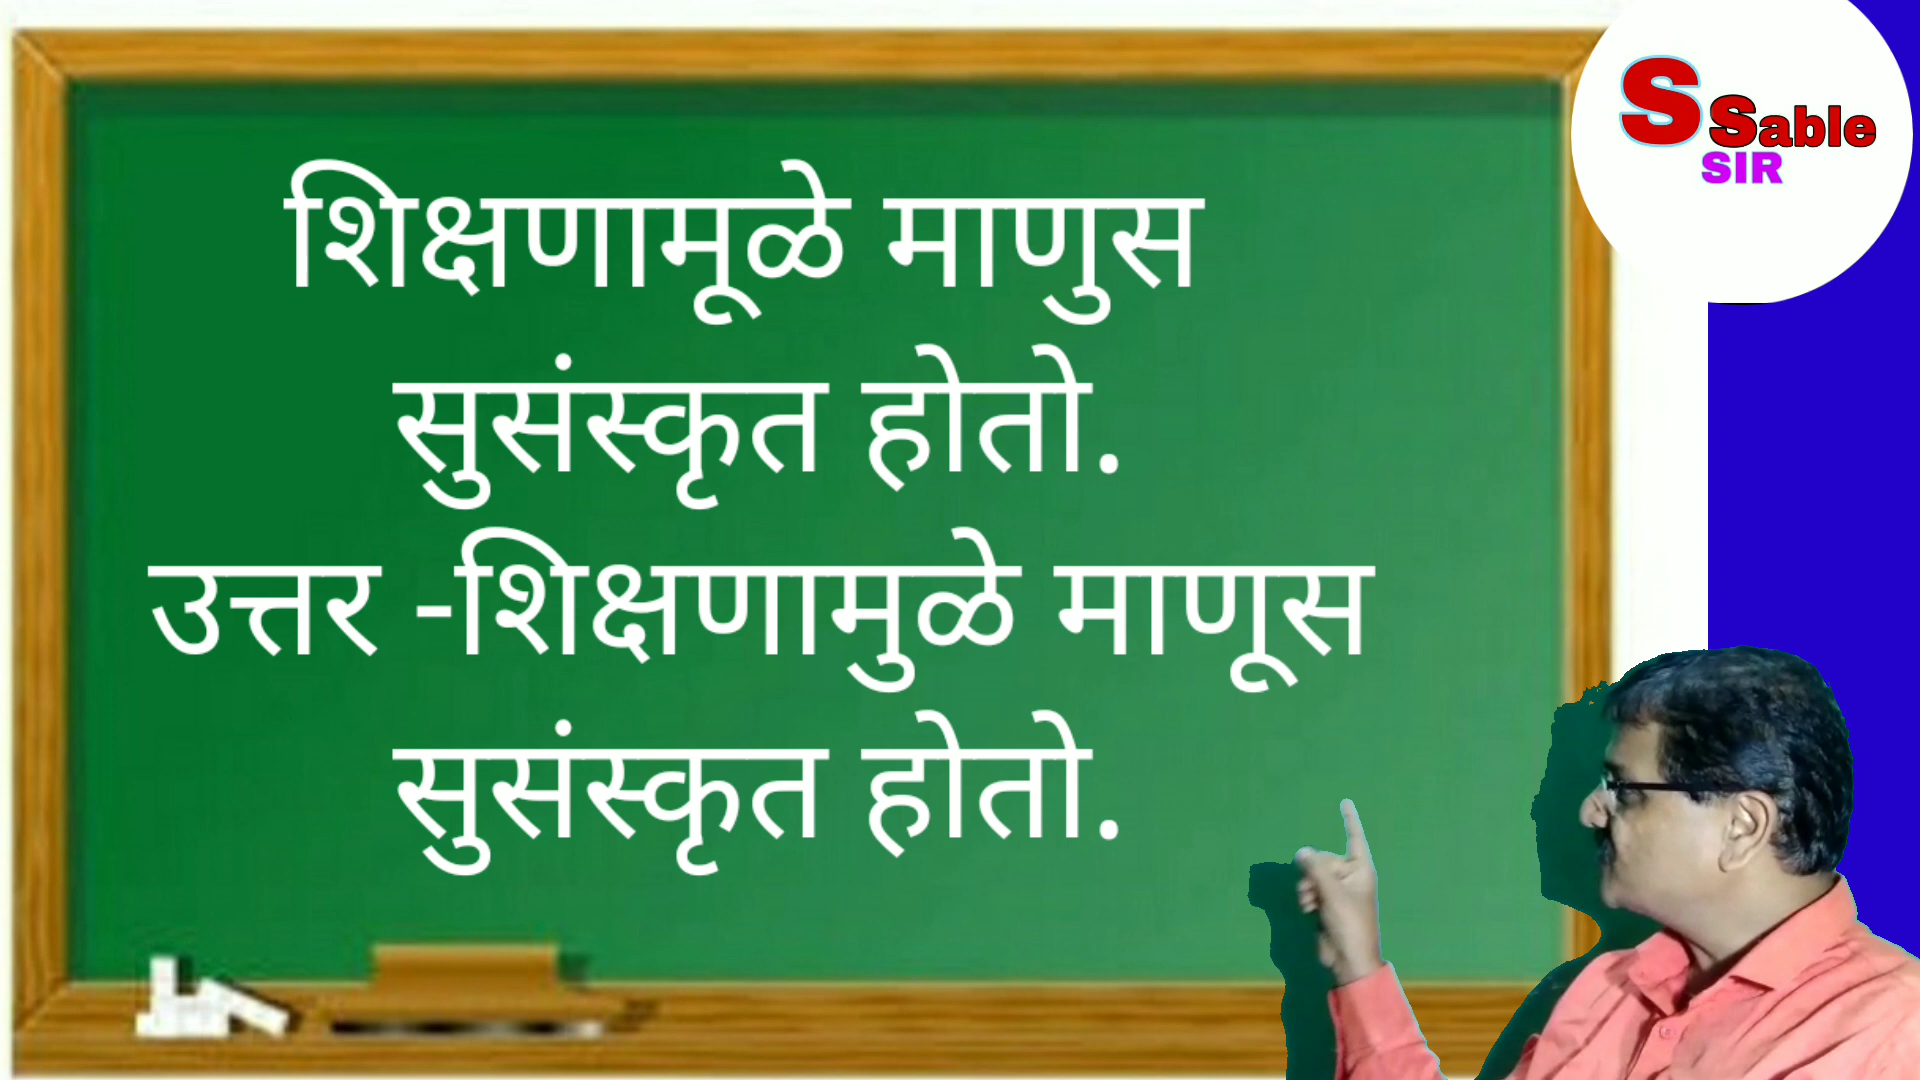 शिक्षणामूळे माणुस
सुसंस्कृत होतो.
उत्तर -शिक्षणामुळे माणूस
सुसंस्कृत होतो.
S Sable
SIR